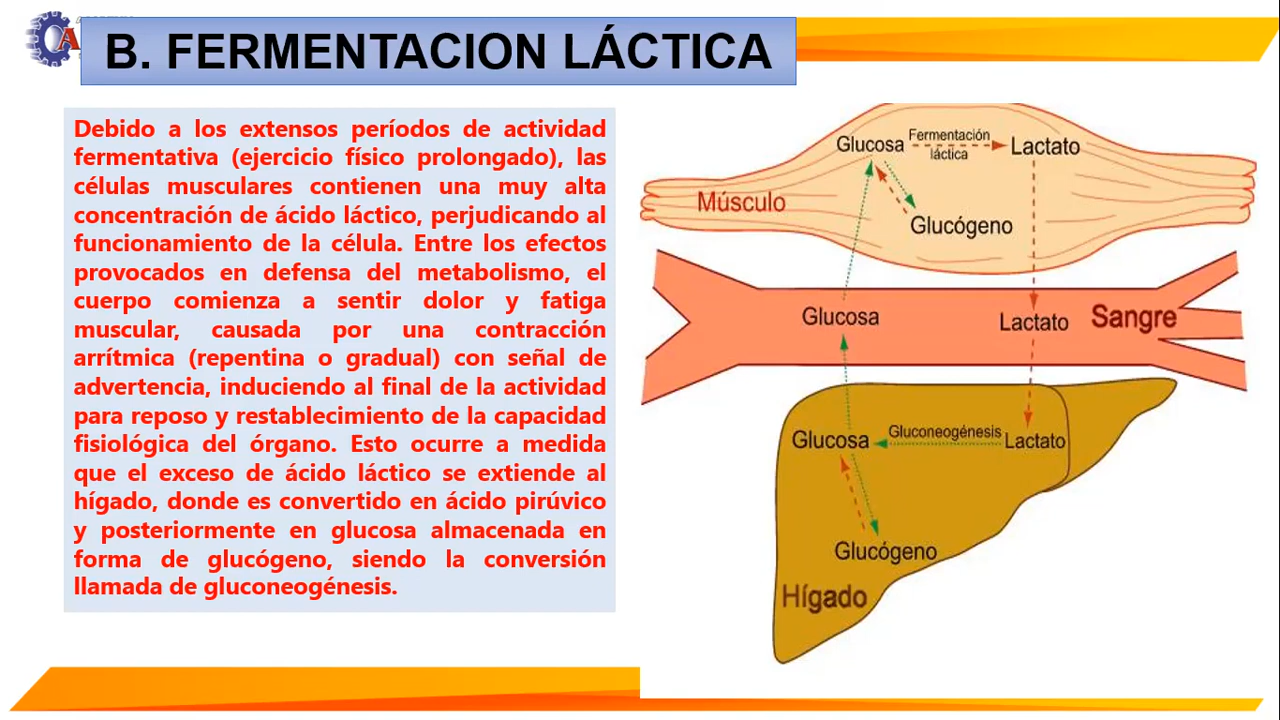 B. FERMENTACION LÁCTICA
Debido a los extensos períodos de actividad
fermentativa (ejercicio físico prolongado), las
células musculares contienen una muy alta
concentración de ácido láctico, perjudicando al
funcionamiento de la célula. Entre los efectos
provocados en defensa del metabolismo, el
cuerpo comienza a sentir dolor y fatiga
muscular, causada por una contracción
arrítmica (repentina o gradual) con señal de
advertencia, induciendo al final de la actividad
para reposo y restablecimiento de la capacidad
fisiológica del órgano. Esto ocurre a medida
que el exceso de ácido láctico se extiende al
hígado, donde es convertido en ácido pirúvico
y posteriormente en glucosa almacenada en
forma de glucógeno, siendo la conversión
llamada de gluconeogénesis.
Glucosa
Fermentación
láctica
Lactato
Músculo
Glucógeno
Glucosa
Lactato
Sangre
Glucosa
Gluconeogénesis
Lactato
Glucógeno
Hígado